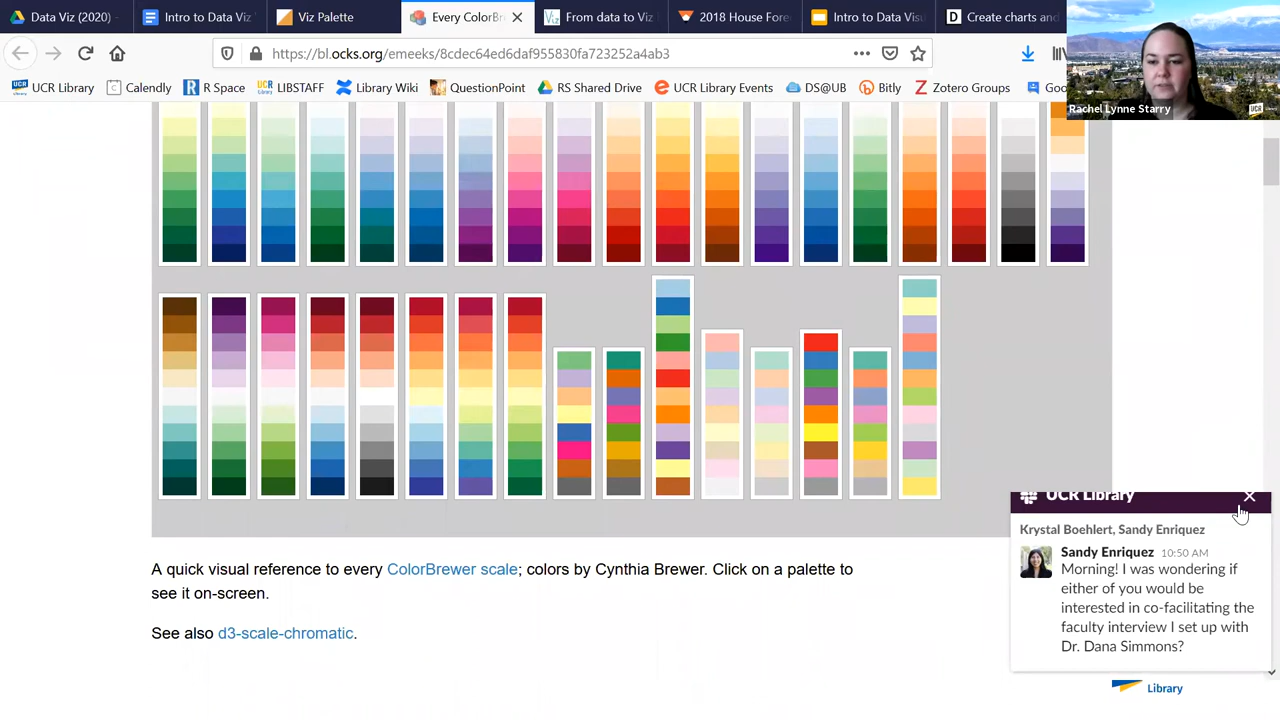 Data Viz (2020) -
Intro to Data Viz
Viz Palette
Every ColorBr
From data to Viz
2018 House Fore
Intro to Data Visu
Create charts and
https://bl.ocks.org/emeeks/8cdec64ed6daf955830fa723252a4ab3
UCR Library
Calendly
R Space
LIBSTAFF
Library Wiki
QuestionPoint
RS Shared Drive
UCR Library Events
DS@UB
Bitly
Zotero Groups
Goo
Rachel Lynne Starry
UCR
A quick visual reference for every ColorBrewer scale; colors by Cynthia Brewer. Click on a palette to
see it on-screen.
See also d3-scale-chromatic.
UCR Library
Krystal Boehlert, Sandy Enriquez
Sandy Enriquez 10:50 AM
Morning! I was wondering if
either of you would be
interested in co-facilitating the
faculty interview I set up with
Dr. Dana Simmons?
Library